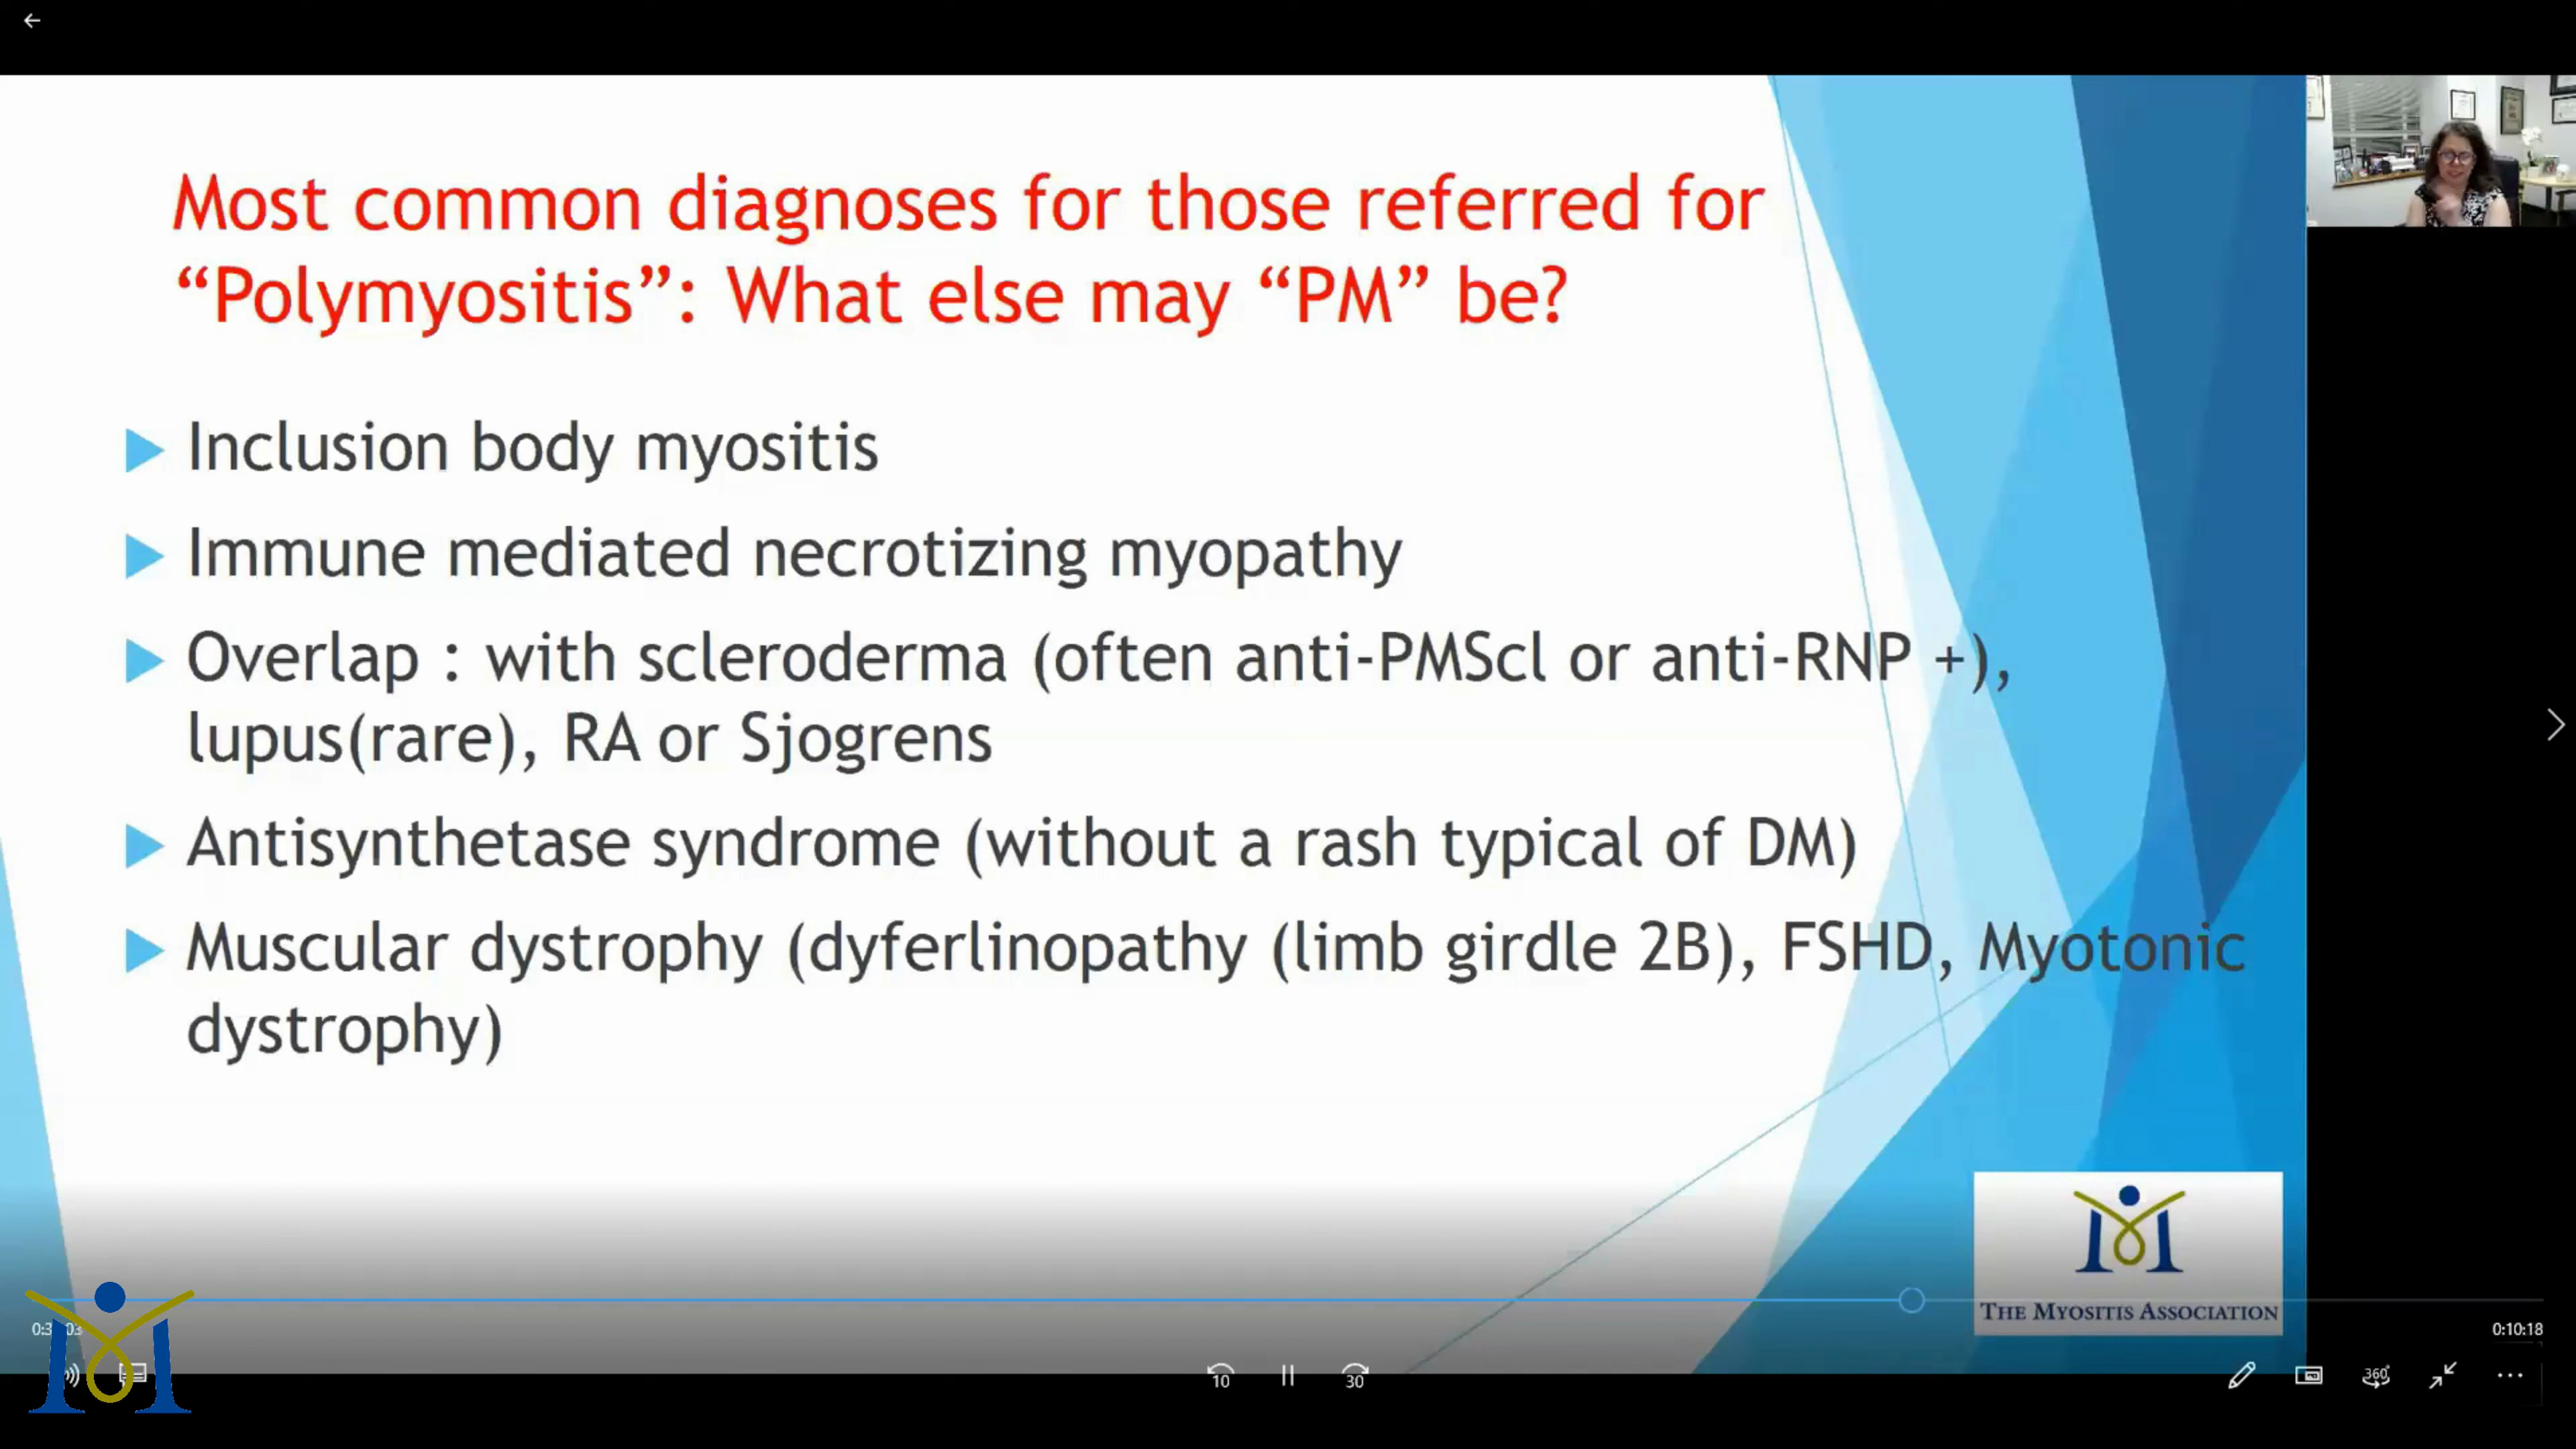 Most common diagnoses for those referred for
“Polymyositis”: What else may “PM” be?
Inclusion body myositis
Immune mediated necrotizing myopathy
Overlap : with scleroderma (often anti-PMScl or anti-RNP +),
lupus(rare), RA or Sjogrens
Antisynthetase syndrome (without a rash typical of DM)
Muscular dystrophy (dyferlinopathy (limb girdle 2B), FSHD, Myotonic
dystrophy)
THE MYOSITIS ASSOCIATION
0:10:18
10
30
360